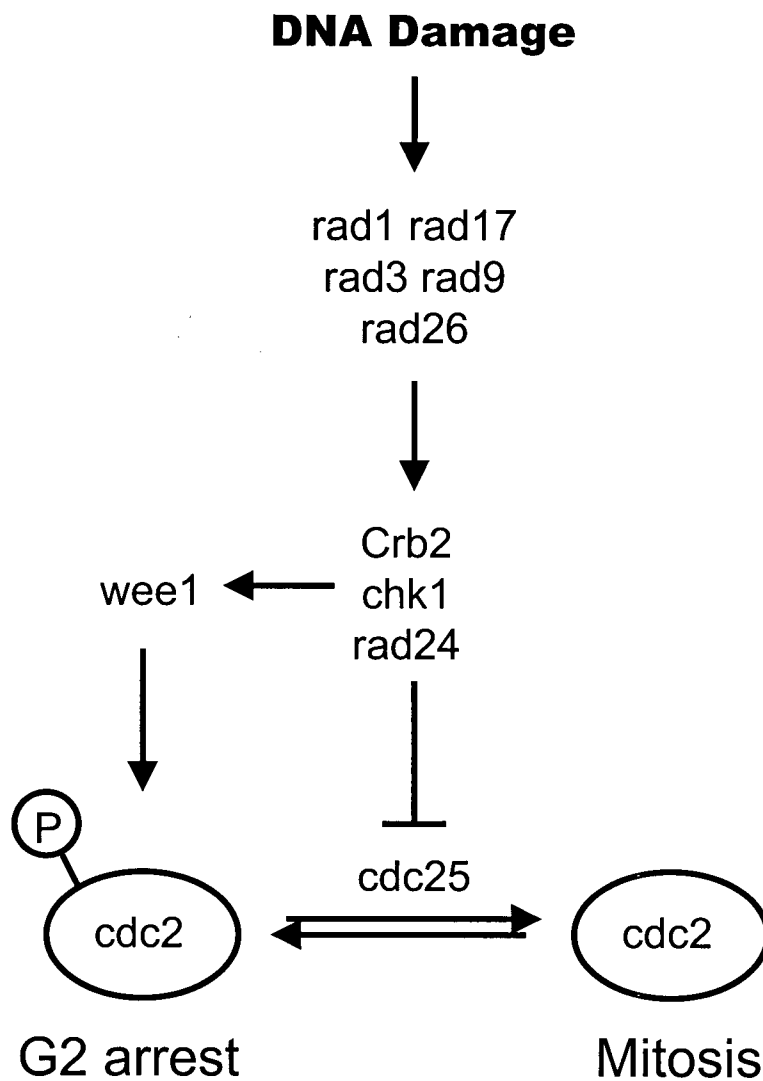 DNA Damage
rad1 rad17
rad3 rad9
rad26
Crb2
wee1
chk1
rad24
P
cdc25
cdc2
cdc2
G2 arrest
Mitosis